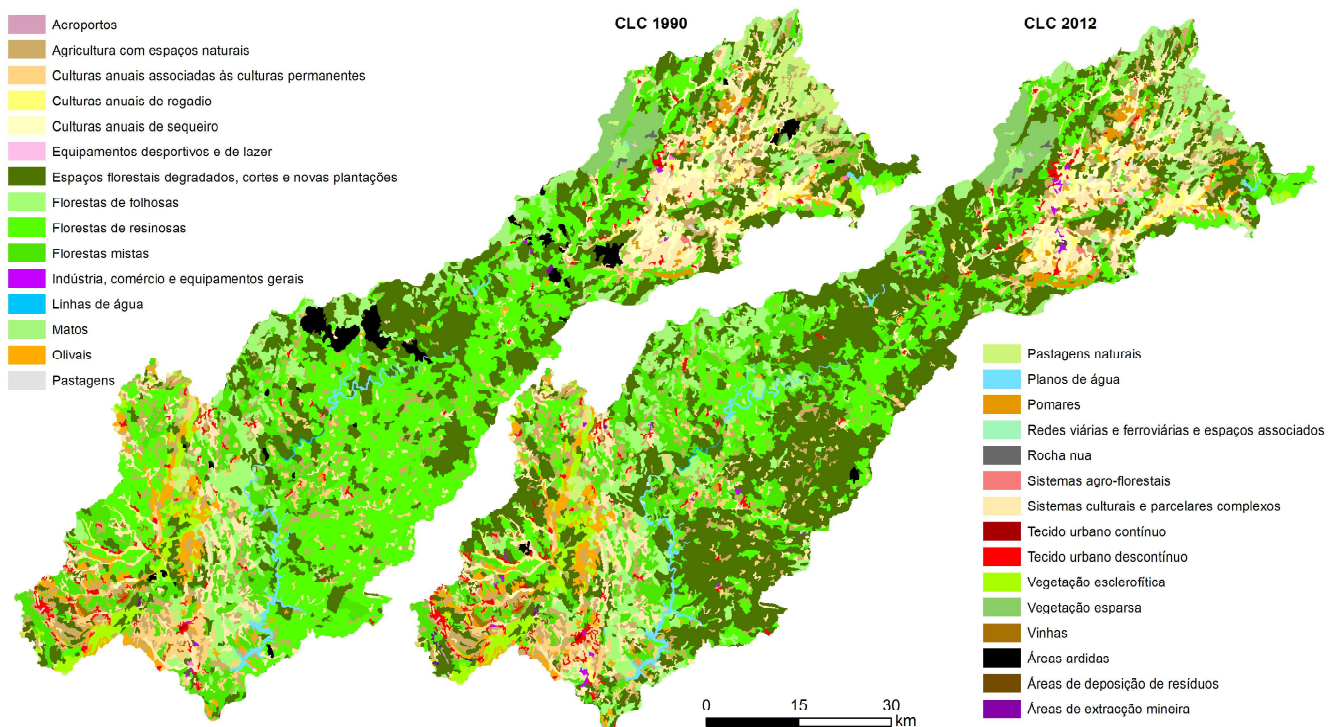 CLC 1990
CLC 2012
Aeroportos
Agricultura com espaços naturais
Culturas anuais associadas às culturas permanentes
Culturas anuais de regadio
Culturas anuais de sequeiro
Equipamentos desportivos e de lazer
Espaços florestais degradados, cortes e novas plantações
Florestas de folhosas
Florestas de resinosas
Florestas mistas
Indústria, comércio e equipamentos gerais
Linhas de água
Matos
Olivais
Pastagens
Pastagens naturais
Planos de água
Pomares
Redes viárias e ferroviárias e espaços associados
Rocha nua
Sistemas agro-florestais
Sistemas culturais e parcelares complexos
Tecido urbano contínuo
Tecido urbano descontínuo
Vegetação esclerofítica
Vegetação esparsa
Vinhas
Áreas ardidas
Áreas de deposição de resíduos
Áreas de extracção mineira
0 15 30
km